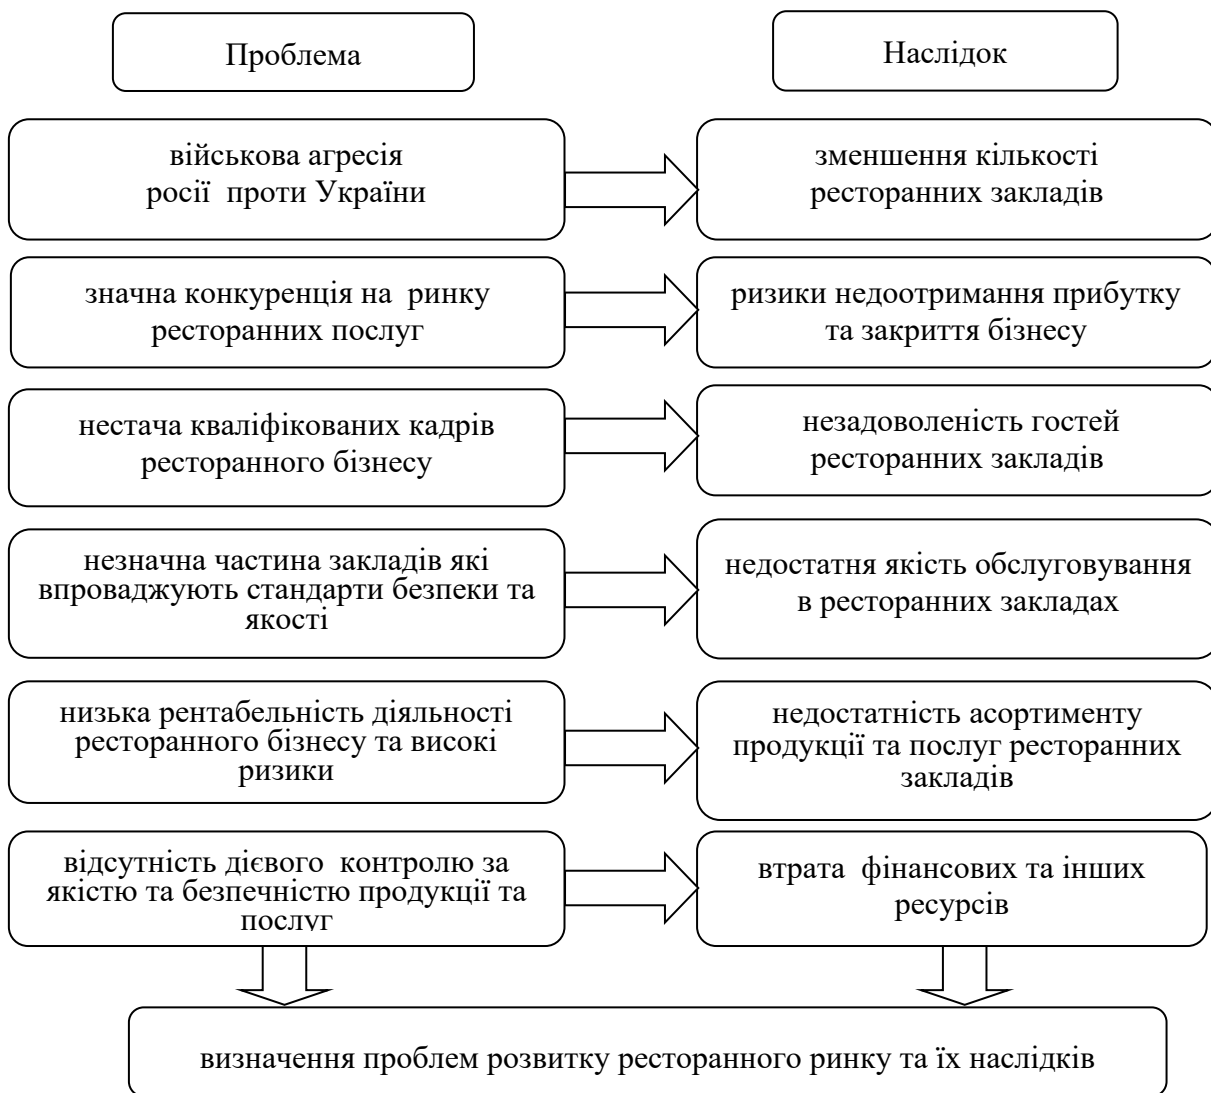 Проблема
Наслідок
військова агресія
росії  проти України
зменшення кількості
ресторанних закладів
значна конкуренція на  ринку
ресторанних послуг
ризики недоотримання прибутку
та закриття бізнесу
нестача кваліфікованих кадрів
ресторанного бізнесу
незадоволеність гостей
ресторанних закладів
незначна частина закладів які
впроваджують стандарти безпеки та
якості
недостатня якість обслуговування
в ресторанних закладах
низька рентабельність діяльності
ресторанного бізнесу та високі
ризики
недостатність асортименту
продукції та послуг ресторанних
закладів
відсутність дієвого  контролю за
якістю та безпечністю продукції та
послуг
втрата  фінансових та інших
ресурсів
визначення проблем розвитку ресторанного ринку та їх наслідків